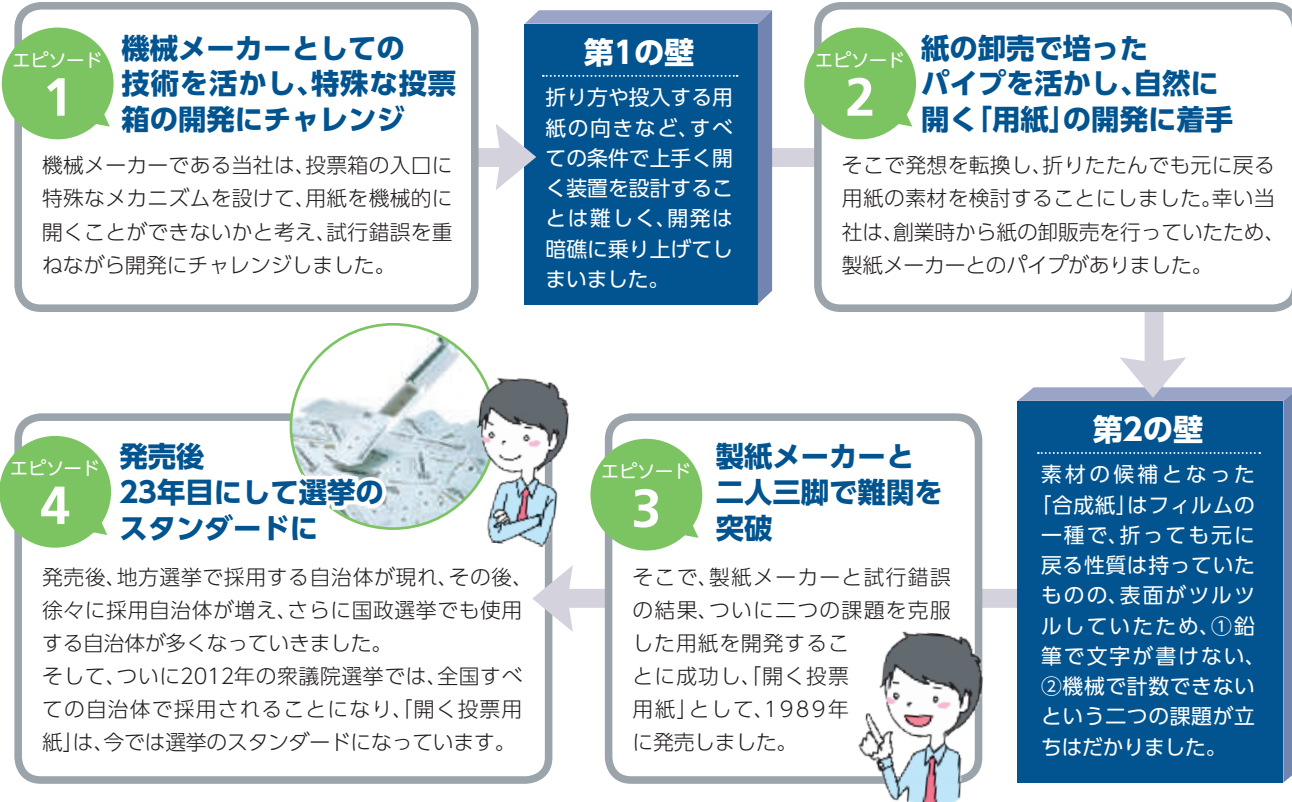 エピソード
1
機械メーカーとしての
技術を活かし、特殊な投票
箱の開発にチャレンジ
機械メーカーである当社は、投票箱の入口に
特殊なメカニズムを設けて、用紙を機械的に
開くことができないかと考え、試行錯誤を重
ねながら開発にチャレンジしました。
第1の壁
折り方や投入する用
紙の向きなど、すべ
ての条件で上手く開
く装置を設計するこ
とは難しく、開発は
暗礁に乗り上げてし
まいました。
エピソード
2
紙の卸売で培った
パイプを活かし、自然に
開く「用紙」の開発に着手
そこで発想を転換し、折りたたんでも元に戻る
用紙の素材を検討することにしました。幸い当
社は、創業時から紙の卸販売を行っていたため、
製紙メーカーとのパイプがありました。
第2の壁
素材の候補となった
「合成紙」はフィルムの
一種で、折っても元に
戻る性質は持っていた
ものの、表面がツルツ
ルしていたため、①鉛
筆で文字が書けない、
②機械で計数できない
という二つの課題が立
ちはだかりました。
エピソード
3
製紙メーカーと
二人三脚で難関を
突破
そこで、製紙メーカーと試行錯誤
の結果、ついに二つの課題を克服
した用紙を開発するこ
とに成功し、「開く投票
用紙」として、1989年
に発売しました。
エピソード
4
発売後
23年目にして選挙の
スタンダードに
発売後、地方選挙で採用する自治体が現れ、その後、
徐々に採用自治体が増え、さらに国政選挙でも使用
する自治体が多くなっていきました。
そして、ついに2012年の衆議院選挙では、全国すべ
ての自治体で採用されることになり、「開く投票用
紙」は、今では選挙のスタンダードになっています。